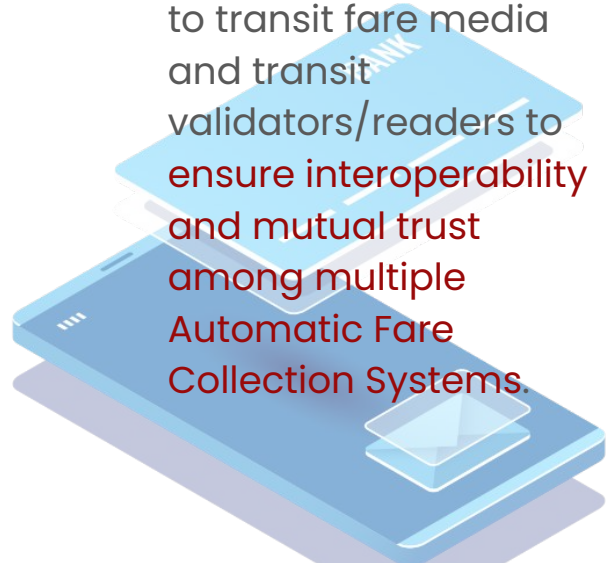 to transit fare media
BANK
and transit
validators/readers to
ensure interoperability
and mutual trust
among multiple
Automatic Fare
Collection Systems.